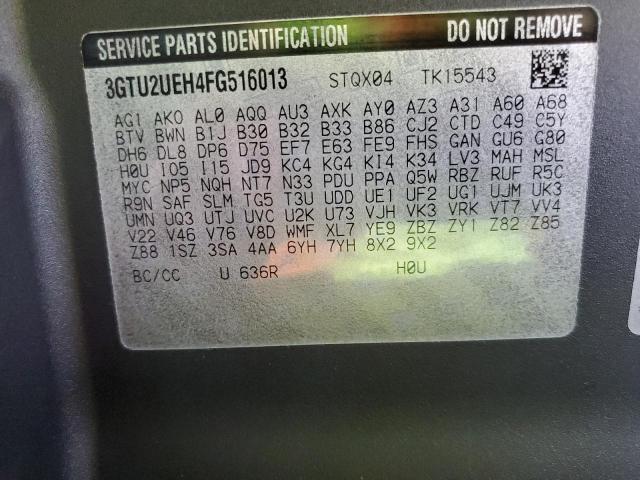 SERVICE PARTS IDENTIFICATION DO NOT REMOVE
3GTU2UEH4FG516013 STQX04 TK15543
AG1 AKO AL0 AQQ AU3 AXK AY0 AZ3 A31 A60 A68
BTV BWN B1J B30 B32 B33 B86 CJ2 CTD C49 C5Y
DH6 DL8 DP6 D75 EF7 E63 FE9 FHS GAN GU6 G80
H0U IO5 I15 JD9 KC4 KG4 KI4 K34 LV3 MAH MSL
MYC NP5 NQH NT7 N33 PDU PPA Q5W RBZ RUF R5C
R9N SAF SLM TG5 T3U UDD UE1 UF2 UG1 UJM UK3
UMN UQ3 UTJ UVC U2K U73 VJH VK3 VRK VT7 VV4
V22 V46 V76 V8D WMF XL7 YE9 ZBZ ZY1 Z82 Z85
Z88 1SZ 3SA 4AA 6YH 7YH 8X2 9X2
BC/CC U 636R H0U